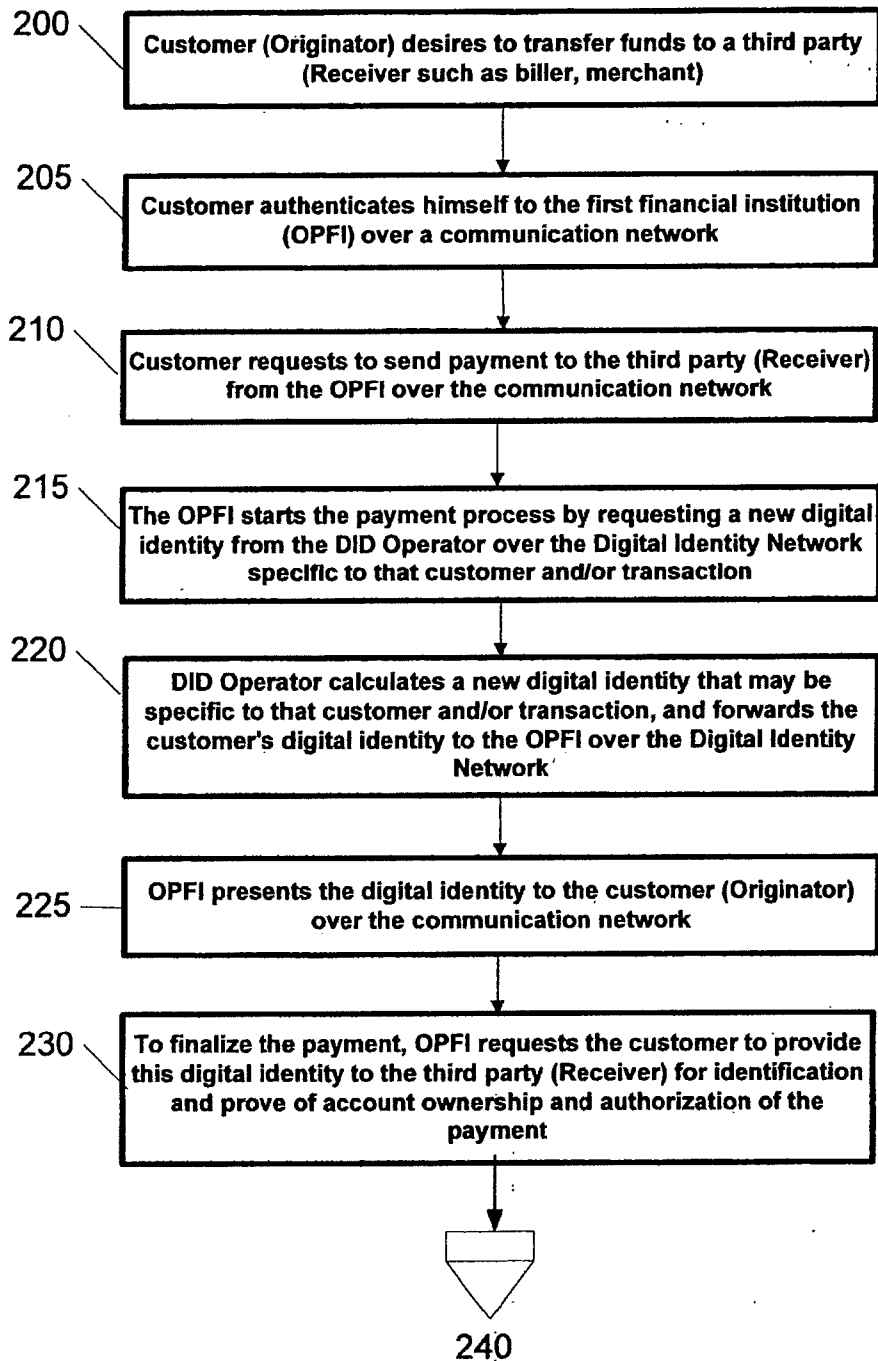 200
Customer (Originator) desires to transfer funds to a third party
(Receiver such as biller, merchant)
205
Customer authenticates himself to the first financial institution
(OPFI) over a communication network
210
Customer requests to send payment to the third party (Receiver)
from the OPFI over the communication network
215
The OPFI starts the payment process by requesting a new digital
identity from the DID Operator over the Digital Identity Network
specific to that customer and/or transaction
220
DID Operator calculates a new digital identity that may be
specific to that customer and/or transaction, and forwards the
customer's digital identity to the OPFI over the Digital Identity
Network
225
OPFI presents the digital identity to the customer (Originator)
over the communication network
230
To finalize the payment, OPFI requests the customer to provide
this digital identity to the third party (Receiver) for identification
and prove of account ownership and authorization of the
payment
240